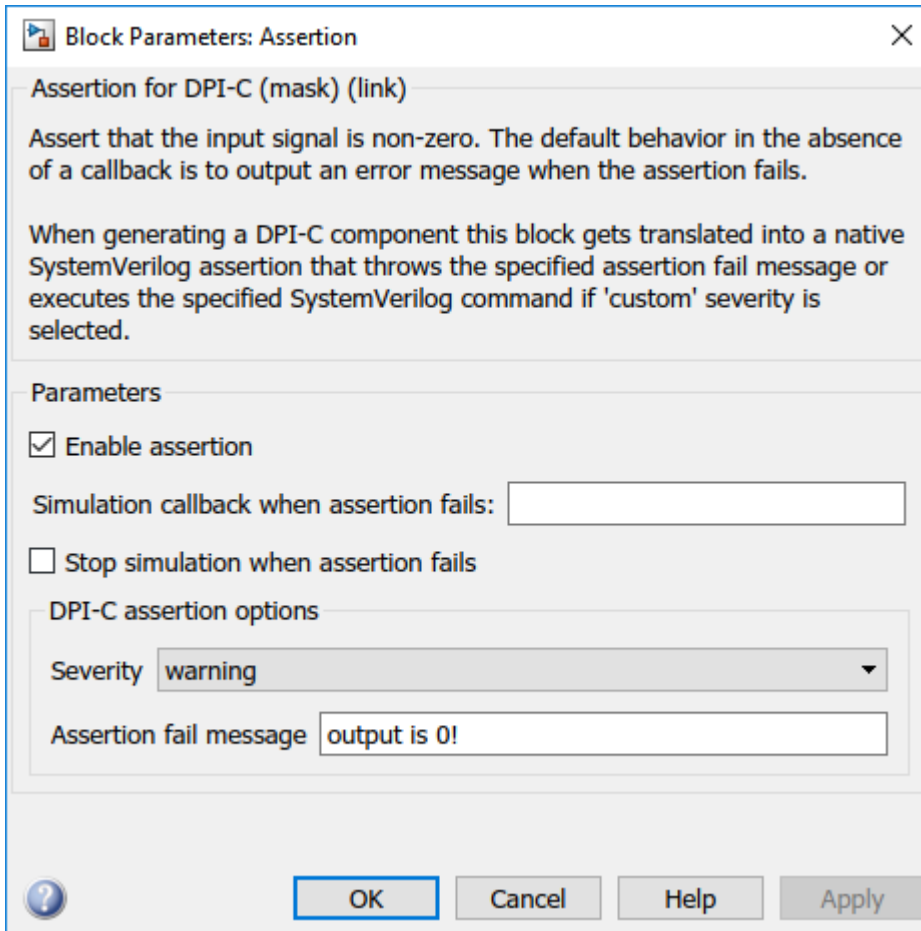 Block Parameters: Assertion
Assertion for DPI-C (mask) (link)
Assert that the input signal is non-zero. The default behavior in the absence
of a callback is to output an error message when the assertion fails.
When generating a DPI-C component this block gets translated into a native
SystemVerilog assertion that throws the specified assertion fail message or
executes the specified SystemVerilog command if 'custom' severity is
selected.
Parameters
Enable assertion
Simulation callback when assertion fails:
Stop simulation when assertion fails
DPI-C assertion options
Severity warning
Assertion fail message output is 0!
? OK Cancel Help Apply